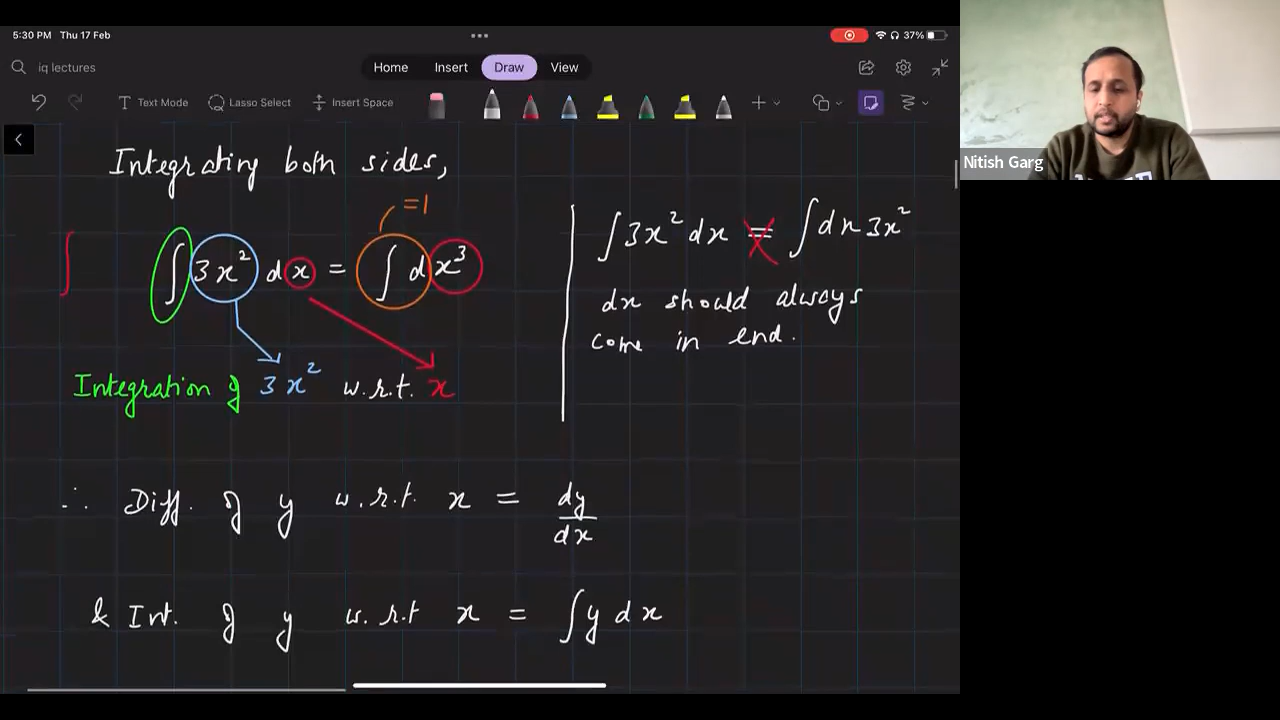 5:30 PM Thu 17 Feb
37%
iq lectures
Home Insert Draw View
Text Mode Lasso Select Insert Space
Nitish Garg
Integrating both sides,
=1
∫ 3x² dx = ∫ dx³
Integration of 3x² w.r.t. x
∫3x² dx = ∫dx 3x²
dx should always
come in end.
∴ Diff. of y w.r.t. x = dy/dx
& Int. of y w.r.t x = ∫y dx